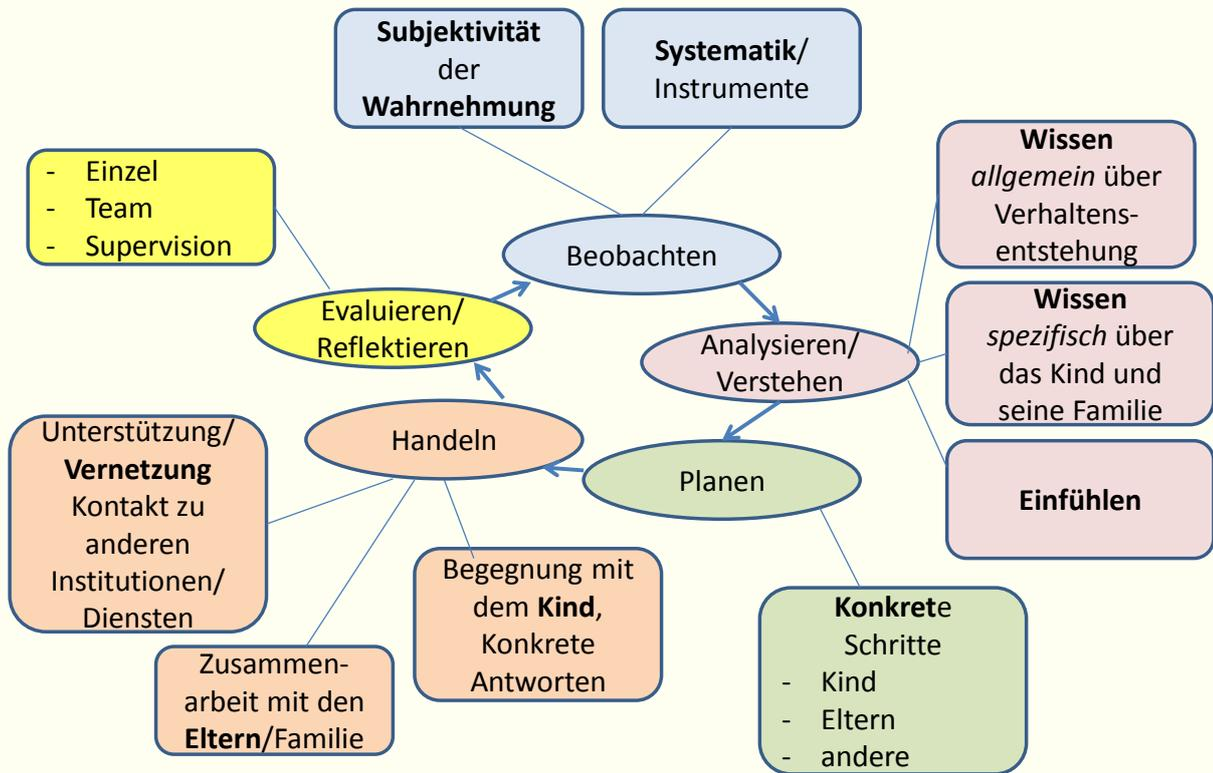 Subjektivität
der
Wahrnehmung
Systematik/
Instrumente
Wissen
allgemein über
Verhaltens-
entstehung
- Einzel
- Team
- Supervision
Beobachten
Evaluieren/
Reflektieren
Analysieren/
Verstehen
Wissen
spezifisch über
das Kind und
seine Familie
Handeln
Planen
Einfühlen
Unterstützung/
Vernetzung
Kontakt zu
anderen
Institutionen/
Diensten
Begegnung mit
dem Kind,
Konkrete
Antworten
Zusammen-
arbeit mit den
Eltern/Familie
Konkrete
Schritte
- Kind
- Eltern
- andere